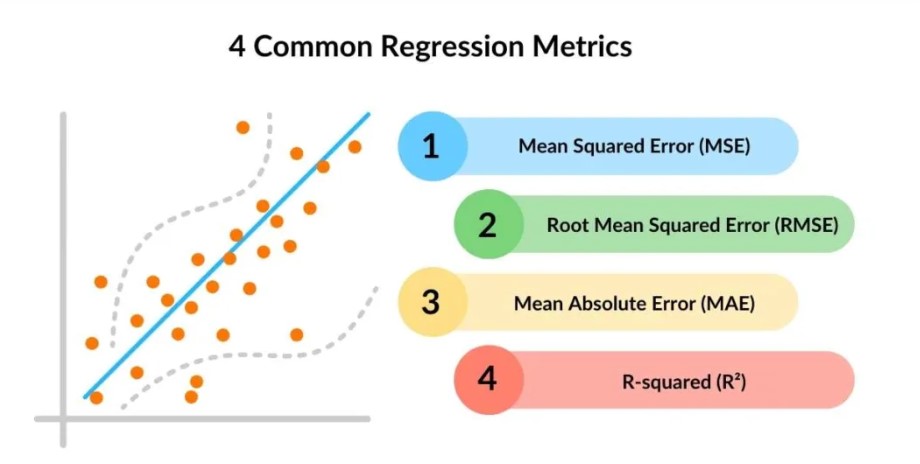 4 Common Regression Metrics
1
Mean Squared Error (MSE)
2
Root Mean Squared Error (RMSE)
3
Mean Absolute Error (MAE)
4
R-squared (R²)